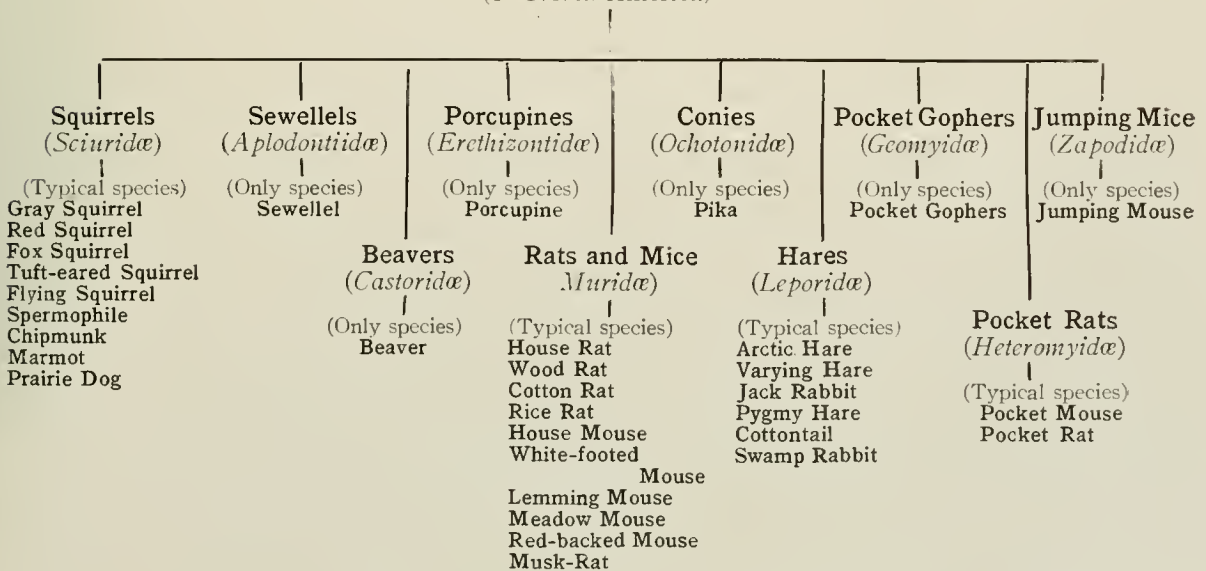 Squirrels
(Sciuridæ)
(Typical species)
Gray Squirrel
Red Squirrel
Fox Squirrel
Tuft-eared Squirrel
Flying Squirrel
Spermophile
Chipmunk
Marmot
Prairie Dog
Sewellels
(Aplodontiidæ)
(Only species)
Sewellel
Beavers
(Castoridæ)
(Only species)
Beaver
Porcupines
(Erethizontidæ)
(Only species)
Porcupine
Rats and Mice
Muridæ)
(Typical species)
House Rat
Wood Rat
Cotton Rat
Rice Rat
House Mouse
White-footed
Mouse
Lemming Mouse
Meadow Mouse
Red-backed Mouse
Musk-Rat
Conies
(Ochotonidæ)
(Only species)
Pika
Hares
(Leporidæ)
(Typical species)
Arctic Hare
Varying Hare
Jack Rabbit
Pygmy Hare
Cottontail
Swamp Rabbit
Pocket Gophers
(Geomyidæ)
(Only species)
Pocket Gophers
Pocket Rats
(Heteromyidæ)
(Typical species)
Pocket Mouse
Pocket Rat
Jumping Mice
(Zapodidæ)
(Only species)
Jumping Mouse